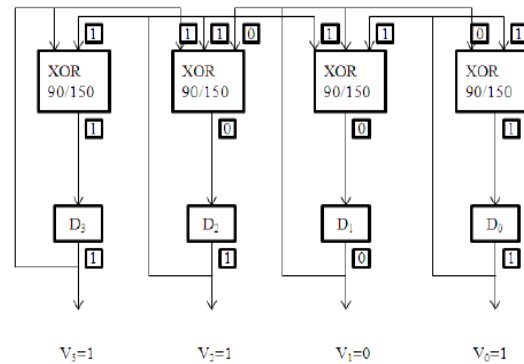 1 1 1 0 1 1 0 1
XOR 90/150 XOR 90/150 XOR 90/150 XOR 90/150
1 0 0 1
D₃ D₂ D₁ D₀
1 1 0 1
V₃=1 V₂=1 V₁=0 V₀=1